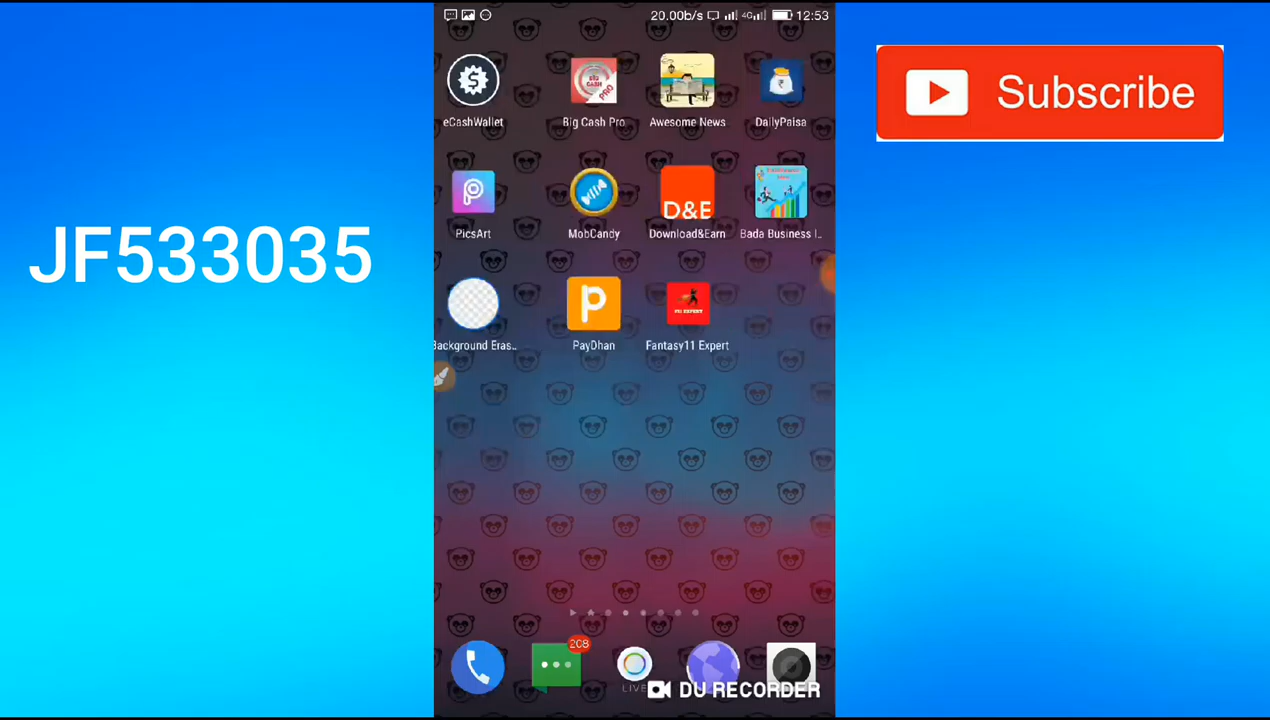 20.00b/s 4G 12:53
Subscribe
JF533035
eCashWallet
Big Cash Pro
Awesome News
DailyPaisa
PicsArt
MobCandy
D&E
Download&Earn
Bada Business I..
Background Eras..
PayDhan
Fantasy11 Expert
208
LIVE
DU RECORDER